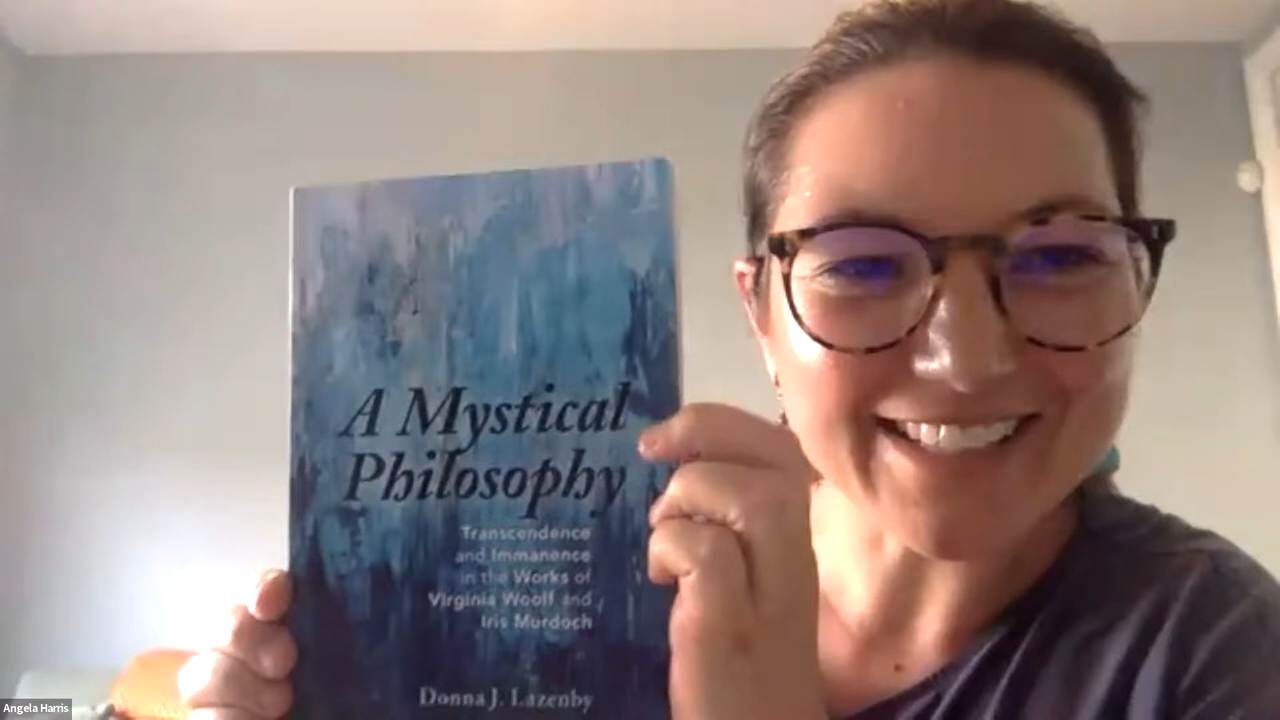 A Mystical
Philosophy
Transcendence
and Immanence
in the Works of
Virginia Woolf and
Iris Murdoch
Donna J. Lazenby
Angela Harris